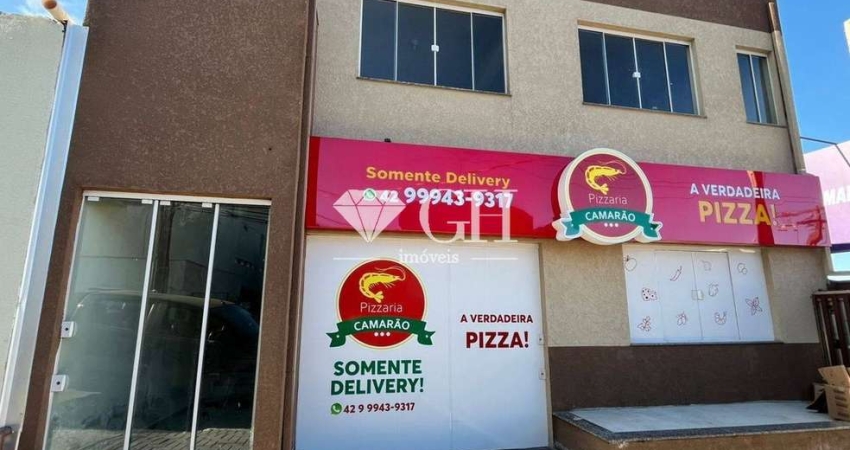 Somente Delivery
42 99943-9317
Pizzaria
CAMARÃO
A VERDADEIRA
PIZZA!
GH
imóveis
Pizzaria
CAMARÃO
SOMENTE
DELIVERY!
42 9 9943-9317
A VERDADEIRA
PIZZA!